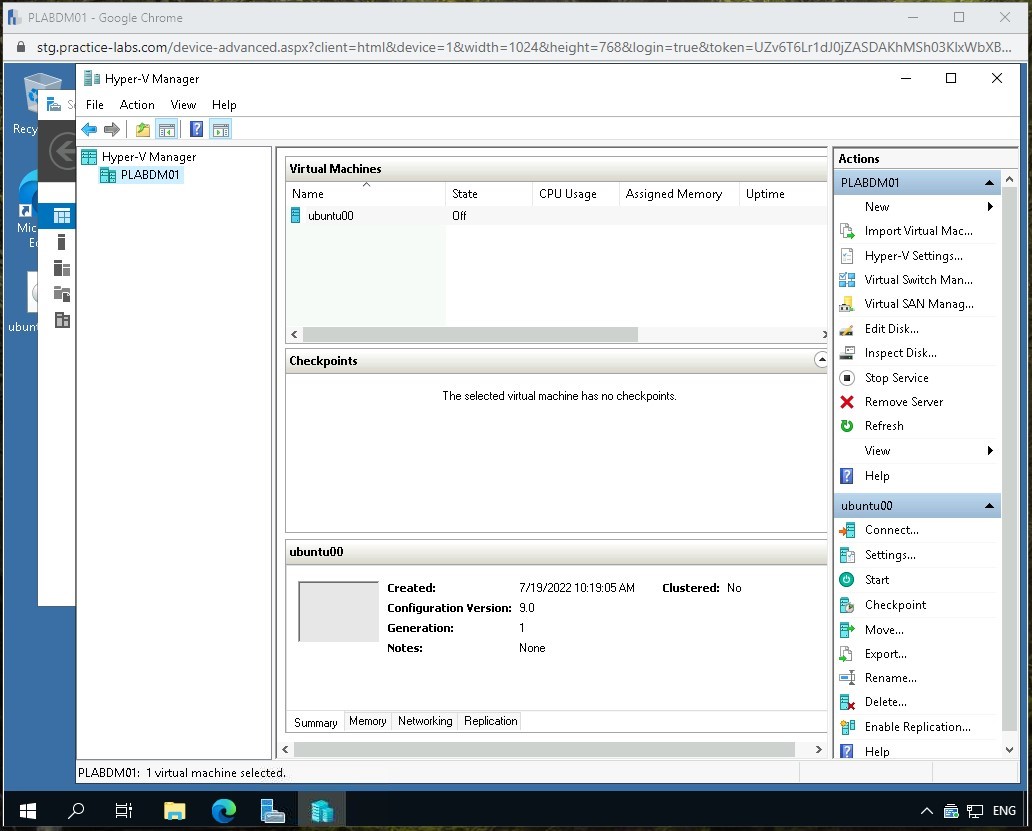 PLABDM01 - Google Chrome
stg.practice-labs.com/device-advanced.aspx?client=html&device=1&width=1024&height=768&login=true&token=UZv6T6Lr1dJ0jZASDAKhMSh03KlxWbXB...
Hyper-V Manager
File Action View Help
Recy
Mic
ubunt
Hyper-V Manager
PLABDM01
Virtual Machines
Name State CPU Usage Assigned Memory Uptime
ubuntu00 Off
Checkpoints
The selected virtual machine has no checkpoints.
ubuntu00
Created: 7/19/2022 10:19:05 AM Clustered: No
Configuration Version: 9.0
Generation: 1
Notes: None
Summary Memory Networking Replication
Actions
PLABDM01
New
Import Virtual Mac...
Hyper-V Settings...
Virtual Switch Man...
Virtual SAN Manag...
Edit Disk...
Inspect Disk...
Stop Service
Remove Server
Refresh
View
Help
ubuntu00
Connect...
Settings...
Start
Checkpoint
Move...
Export...
Rename...
Delete...
Enable Replication...
Help
PLABDM01: 1 virtual machine selected.
ENG